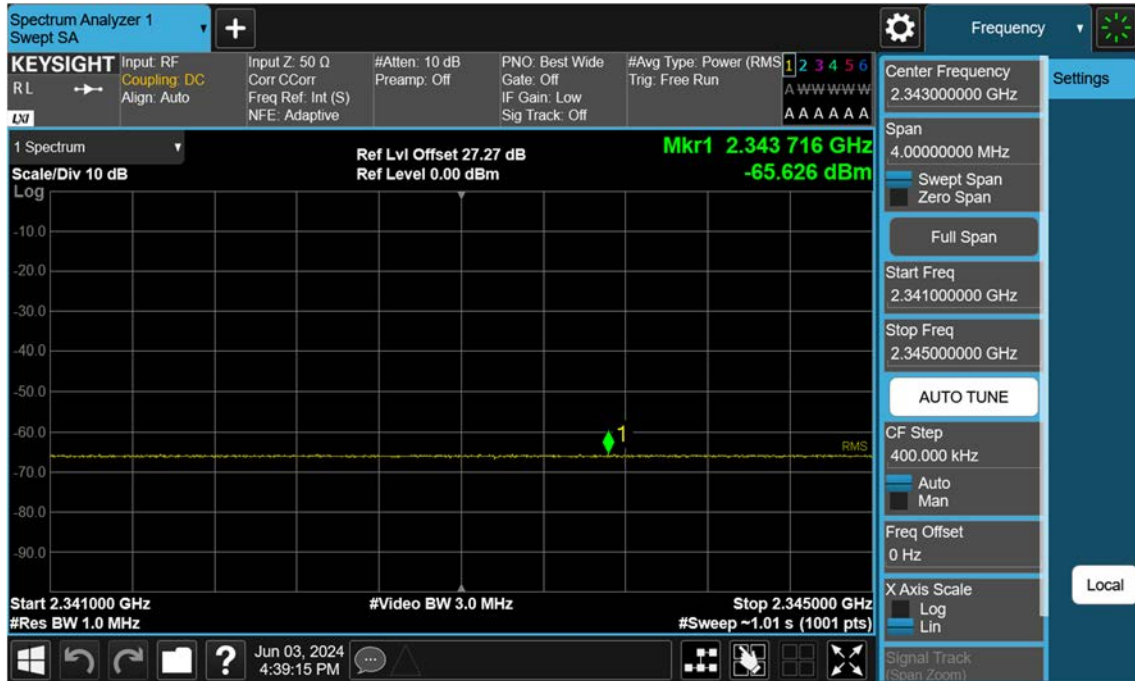 Spectrum Analyzer 1
Swept SA
Frequency
KEYSIGHT
RL
LXI
Input: RF
Coupling: DC
Align: Auto
Input Z: 50 Ω
Corr CCorr
Freq Ref: Int (S)
NFE: Adaptive
#Atten: 10 dB
Preamp: Off
PNO: Best Wide
Gate: Off
IF Gain: Low
Sig Track: Off
#Avg Type: Power (RMS
Trig: Free Run
1 2 3 4 5 6
A W W W W W
A A A A A A
1 Spectrum
Scale/Div 10 dB
Log
Ref Lvl Offset 27.27 dB
Ref Level 0.00 dBm
Mkr1 2.343 716 GHz
-65.626 dBm
-10.0
-20.0
-30.0
-40.0
-50.0
-60.0
-70.0
-80.0
-90.0
1
RMS
Start 2.341000 GHz
#Res BW 1.0 MHz
#Video BW 3.0 MHz
Stop 2.345000 GHz
#Sweep ~1.01 s (1001 pts)
Jun 03, 2024
4:39:15 PM
Center Frequency
2.343000000 GHz
Span
4.00000000 MHz
Swept Span
Zero Span
Full Span
Start Freq
2.341000000 GHz
Stop Freq
2.345000000 GHz
AUTO TUNE
CF Step
400.000 kHz
Auto
Man
Freq Offset
0 Hz
X Axis Scale
Log
Lin
Signal Track
(Span Zoom)
Settings
Local